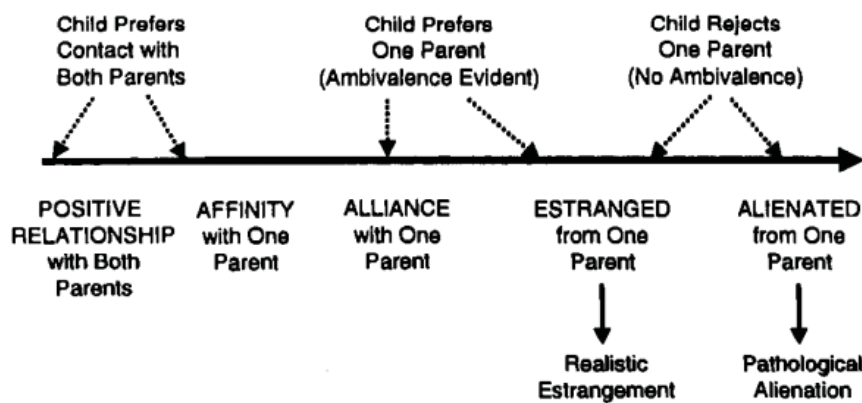 Child Prefers
Contact with
Both Parents
Child Prefers
One Parent
(Ambivalence Evident)
Child Rejects
One Parent
(No Ambivalence)
POSITIVE
RELATIONSHIP
with Both
Parents
AFFINITY
with One
Parent
ALLIANCE
with One
Parent
ESTRANGED
from One
Parent
ALIENATED
from One
Parent
Realistic
Estrangement
Pathological
Alienation